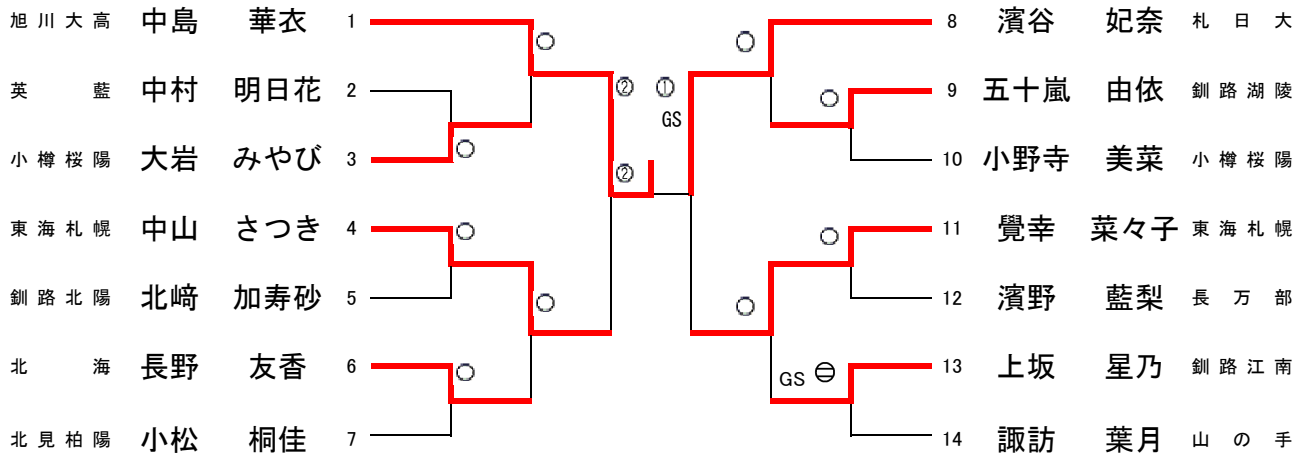 旭川大高 中島 華衣 1
英 藍 中村 明日花 2
小樽桜陽 大岩 みやび 3
東海札幌 中山 さつき 4
釧路北陽 北﨑 加寿砂 5
北 海 長野 友香 6
北見柏陽 小松 桐佳 7
② ①
GS
②
8 濱谷 妃奈 札日大
9 五十嵐 由依 釧路湖陵
10 小野寺 美菜 小樽桜陽
11 覺幸 菜々子 東海札幌
12 濱野 藍梨 長万部
GS
13 上坂 星乃 釧路江南
14 諏訪 葉月 山の手